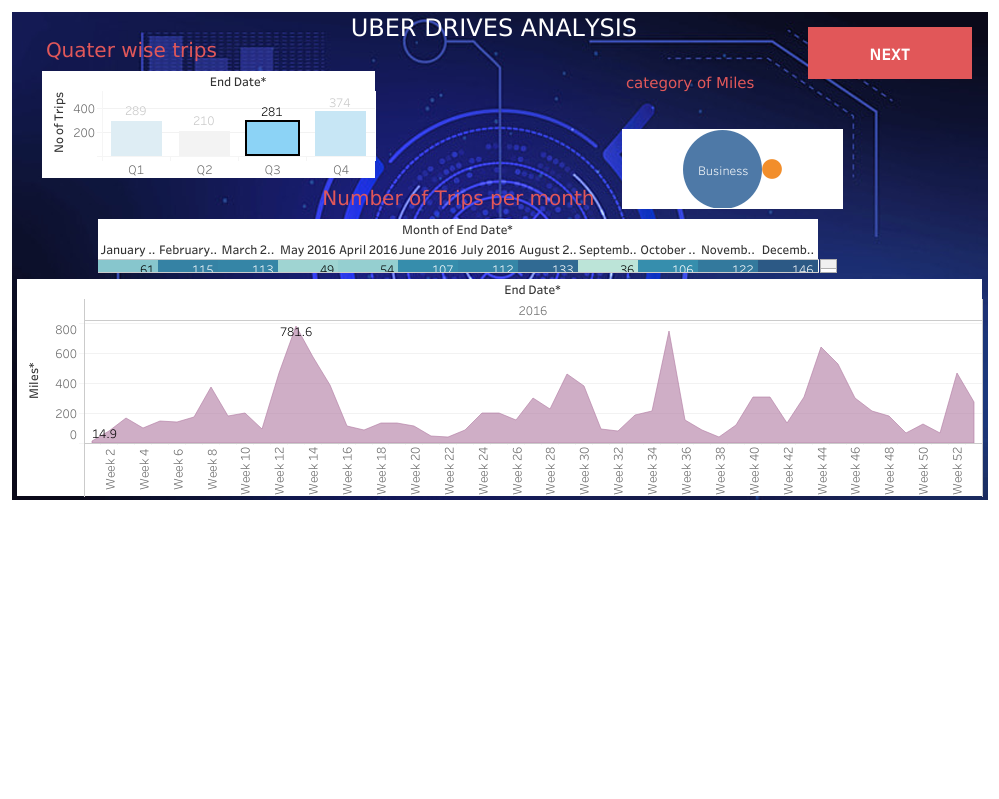 UBER DRIVES ANALYSIS
NEXT
Quater wise trips
End Date*
No of Trips
400
200
289
210
281
374
Q1
Q2
Q3
Q4
category of Miles
Business
Number of Trips per month
Month of End Date*
January .. February.. March 2.. May 2016 April 2016 June 2016 July 2016 August 2.. Septemb.. October .. Novemb.. Decemb..
61 115 113 49 54 107 112 133 36 106 122 146
End Date*
2016
Miles*
800
600
400
200
0
781.6
14.9
Week 2
Week 4
Week 6
Week 8
Week 10
Week 12
Week 14
Week 16
Week 18
Week 20
Week 22
Week 24
Week 26
Week 28
Week 30
Week 32
Week 34
Week 36
Week 38
Week 40
Week 42
Week 44
Week 46
Week 48
Week 50
Week 52